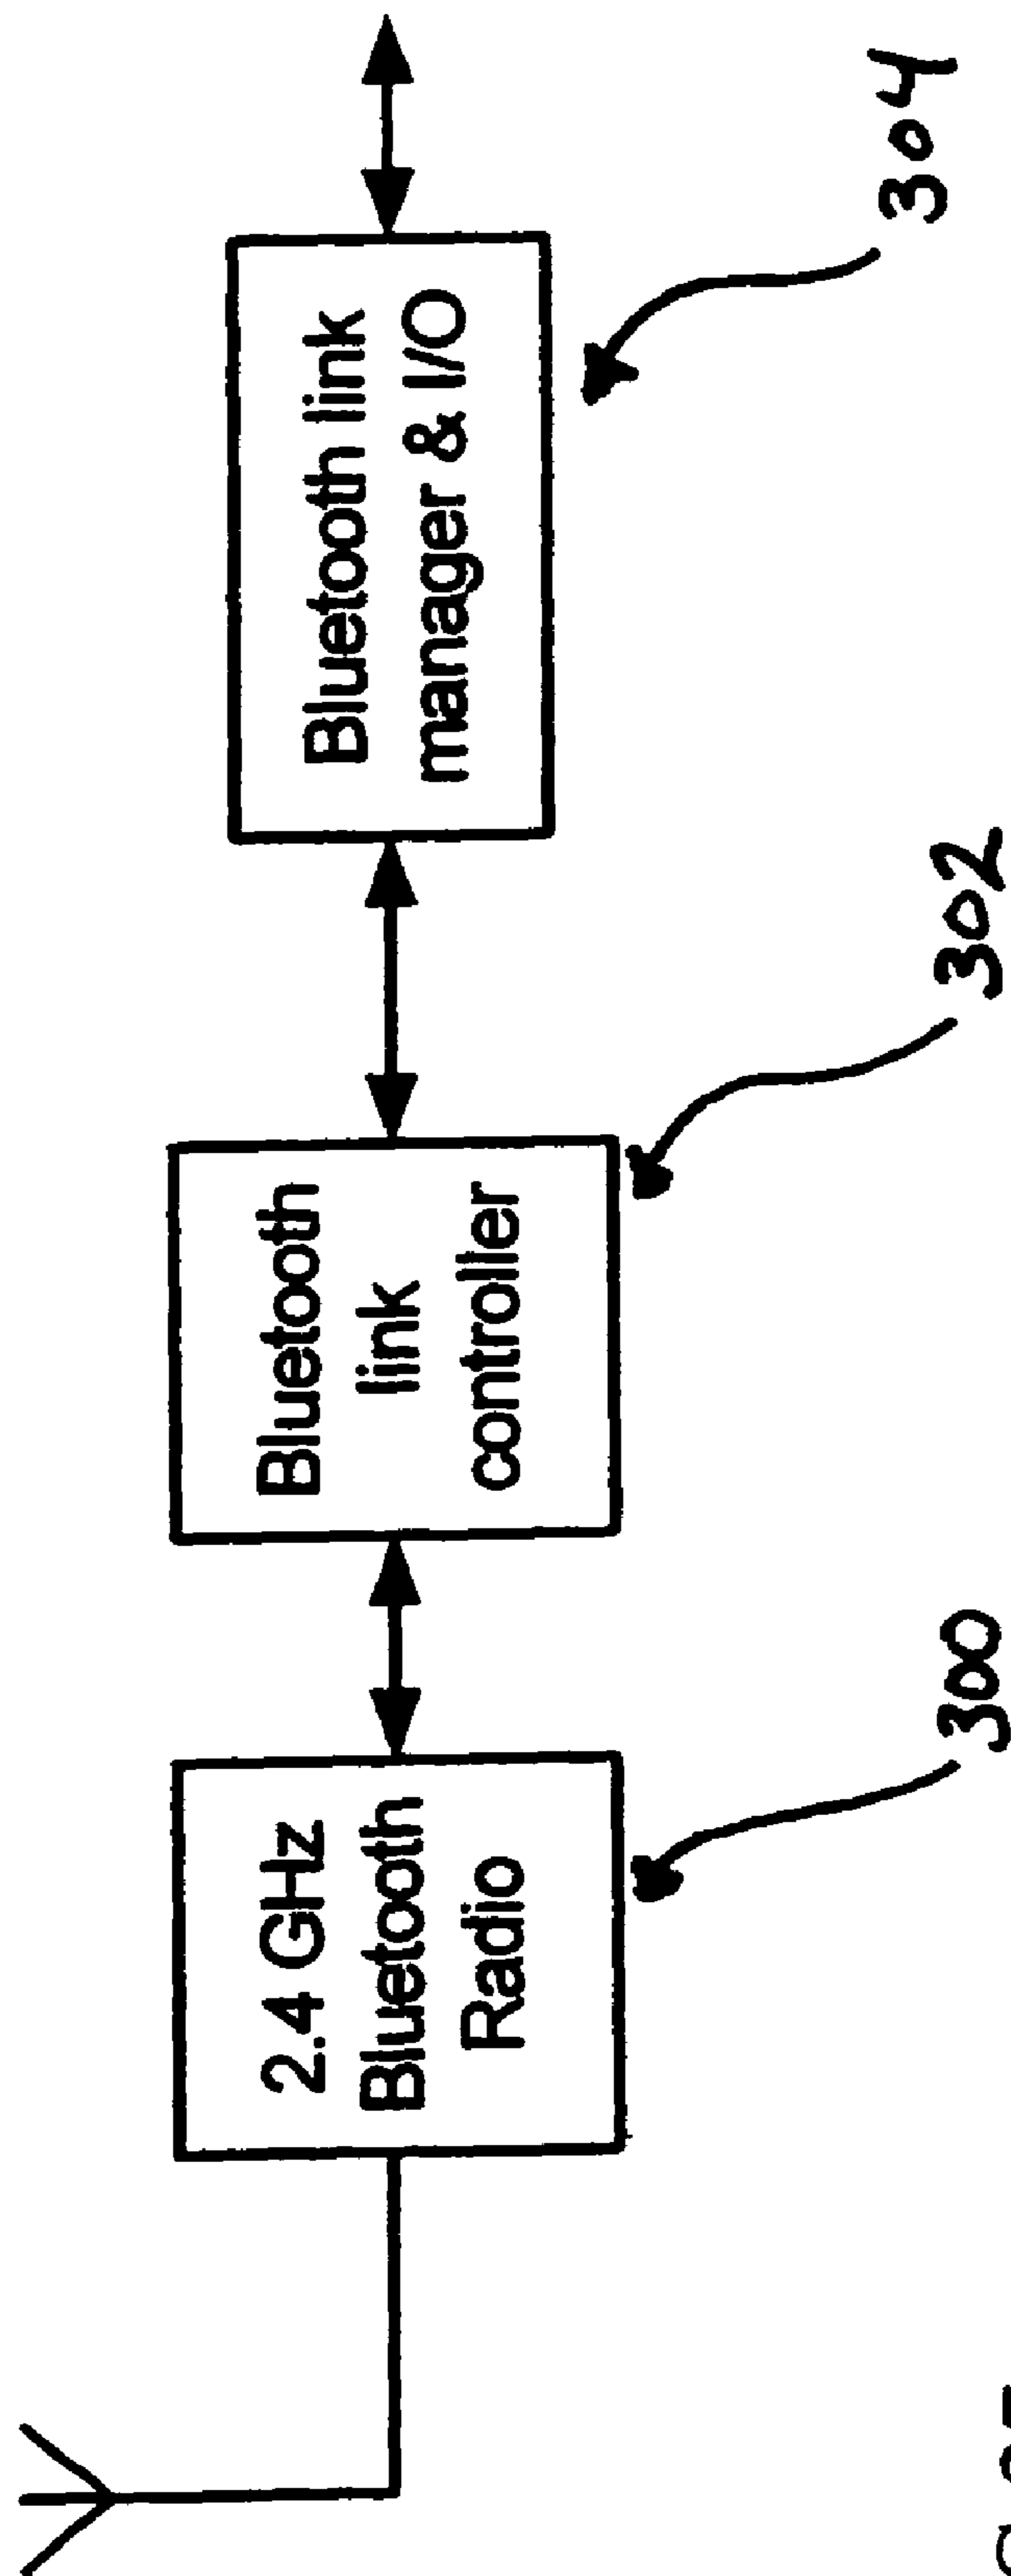 2.4 GHz
Bluetooth
Radio
Bluetooth
link
controller
Bluetooth link
manager & I/O
300
302
304